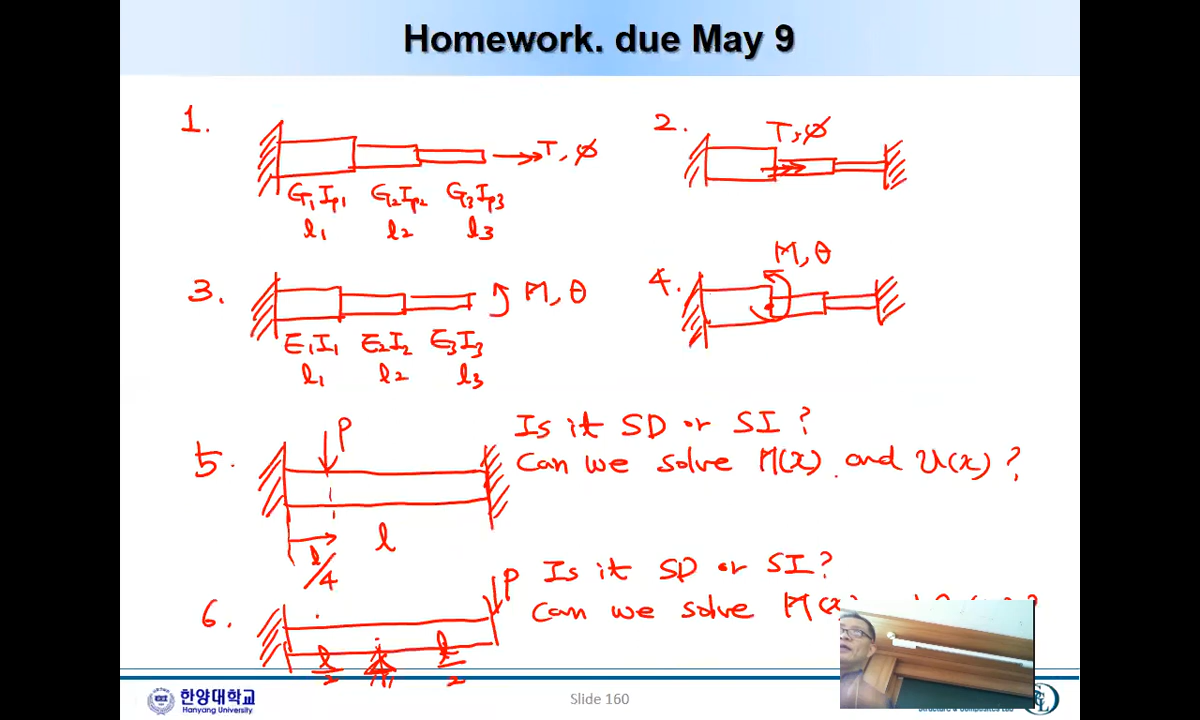 Homework. due May 9
1.
T, ∅
G₁Ip₁ G₂Ip₂ G₃Ip₃
l₁ l₂ l₃
2.
T, ∅
3.
M, θ
E₁I₁ E₂I₂ E₃I₃
l₁ l₂ l₃
4.
M, θ
5.
P
l
l/4
Is it SD or SI?
Can we solve M(x) and v(x)?
6.
P
l/2 l/2
Is it SD or SI?
Can we solve M(x
한양대학교
Hanyang University
Slide 160